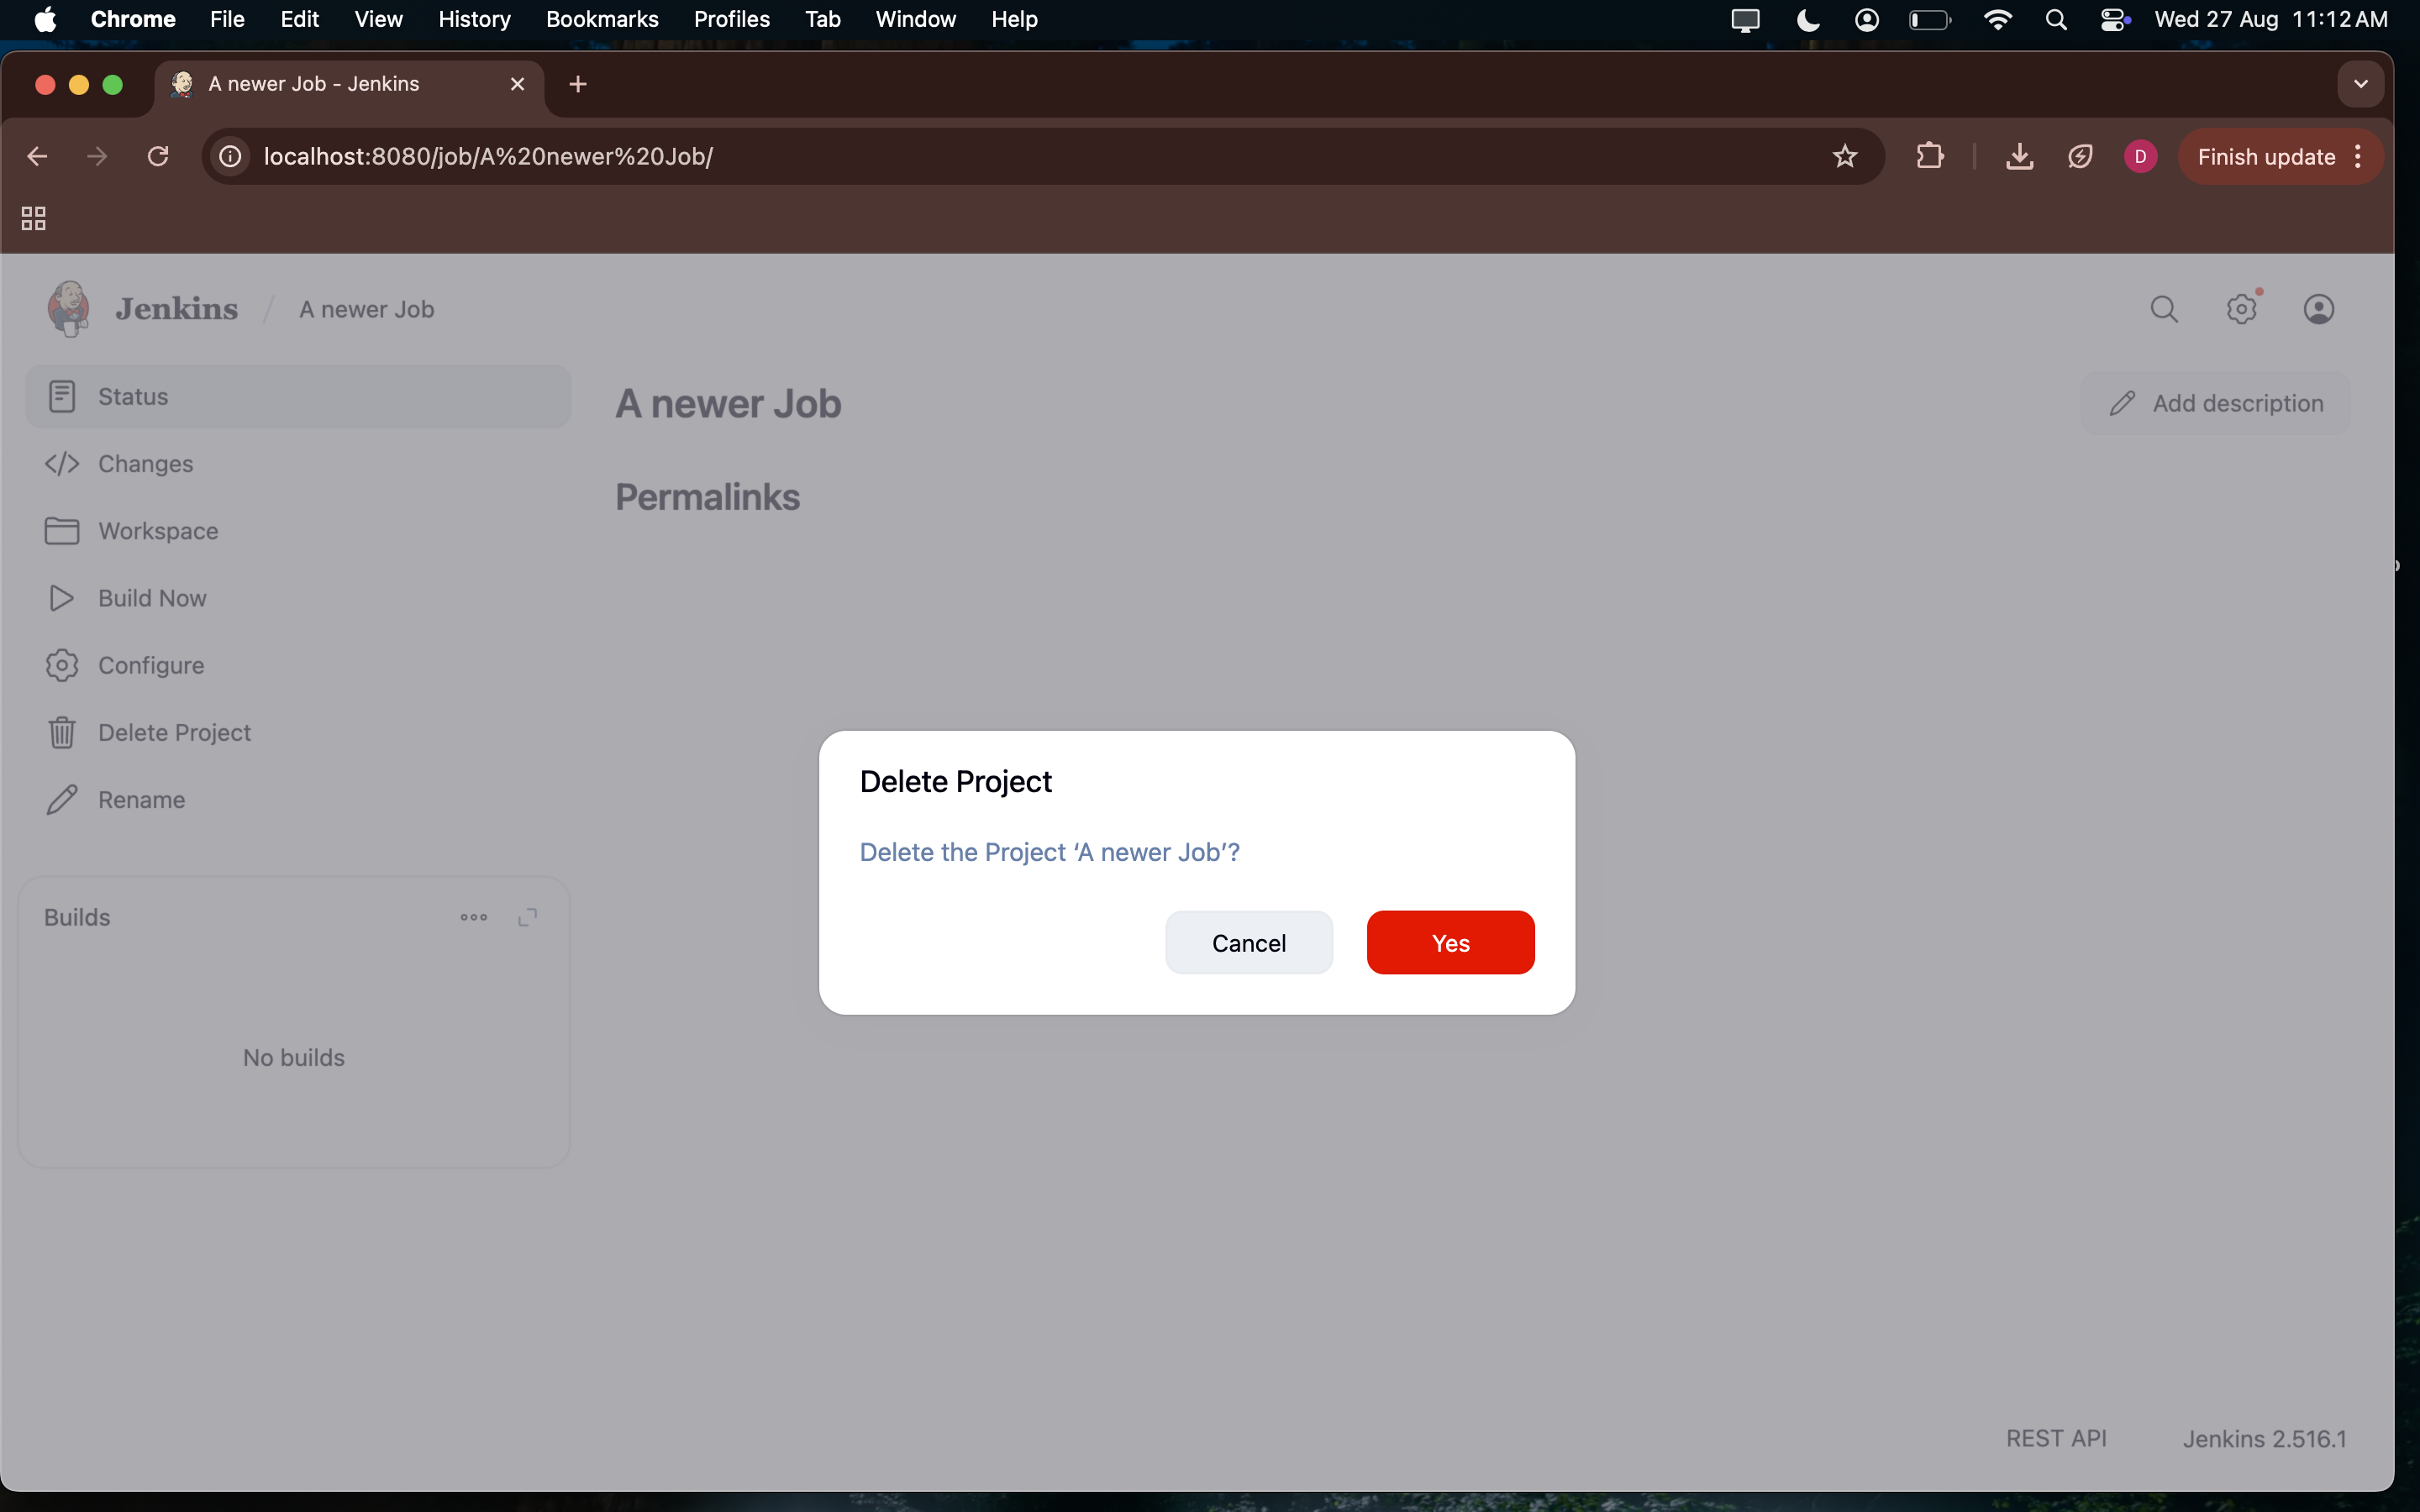 Chrome File Edit View History Bookmarks Profiles Tab Window Help Wed 27 Aug 11:12 AM
A newer Job - Jenkins
localhost:8080/job/A%20newer%20Job/ D Finish update
Jenkins / A newer Job
Status
A newer Job
Add description
Changes
Permalinks
Workspace
Build Now
Configure
Delete Project
Rename
Delete Project
Delete the Project ‘A newer Job’?
Cancel Yes
Builds
No builds
REST API Jenkins 2.516.1